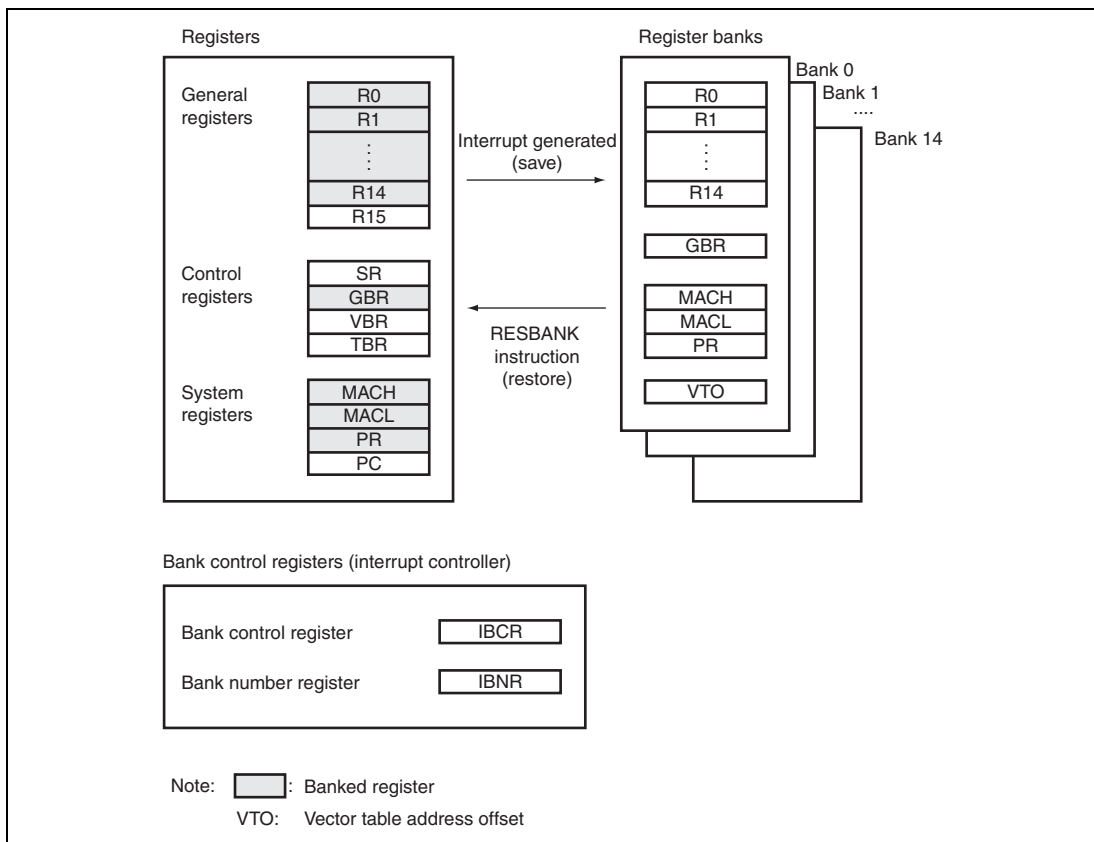 Registers
General
registers
R0
R1
⋮
R14
R15
Control
registers
SR
GBR
VBR
TBR
System
registers
MACH
MACL
PR
PC
Interrupt generated
(save)
RESBANK
instruction
(restore)
Register banks
Bank 0
Bank 1
....
Bank 14
R0
R1
⋮
R14
GBR
MACH
MACL
PR
VTO
Bank control registers (interrupt controller)
Bank control register IBCR
Bank number register IBNR
Note: : Banked register
VTO: Vector table address offset